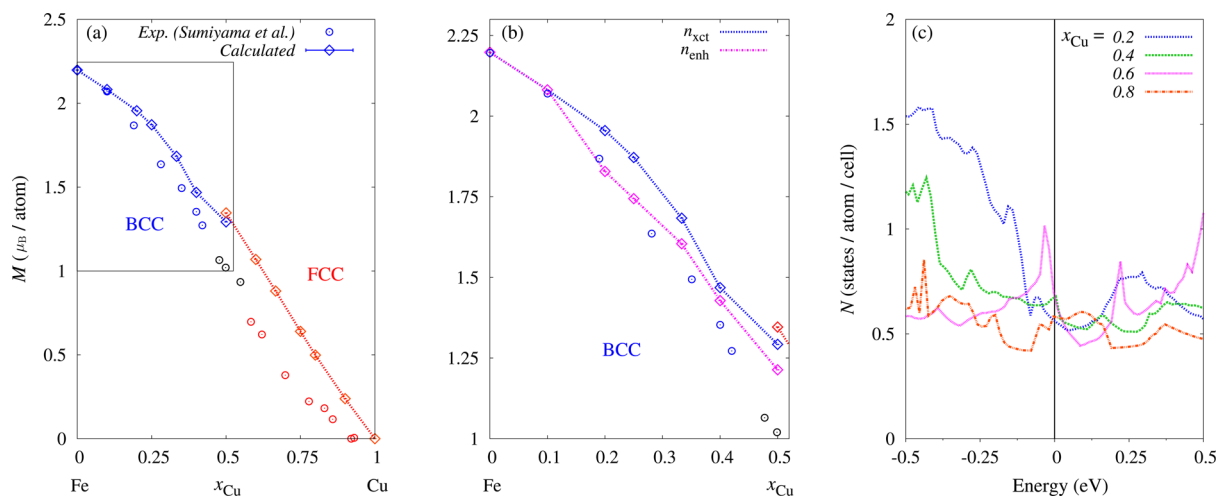 (a)
Exp. (Sumiyama et al.)
Calculated
BCC
FCC
M ( μB / atom)
2.5
2
1.5
1
0.5
0
0
0.25
0.5
0.75
1
Fe
xCu
Cu
(b)
nxct
nenh
BCC
2.25
2
1.75
1.5
1.25
1
0
0.1
0.2
0.3
0.4
0.5
Fe
xCu
(c)
xCu =
0.2
0.4
0.6
0.8
N (states / atom / cell)
2
1.5
1
0.5
0
-0.5
-0.25
0
0.25
0.5
Energy (eV)